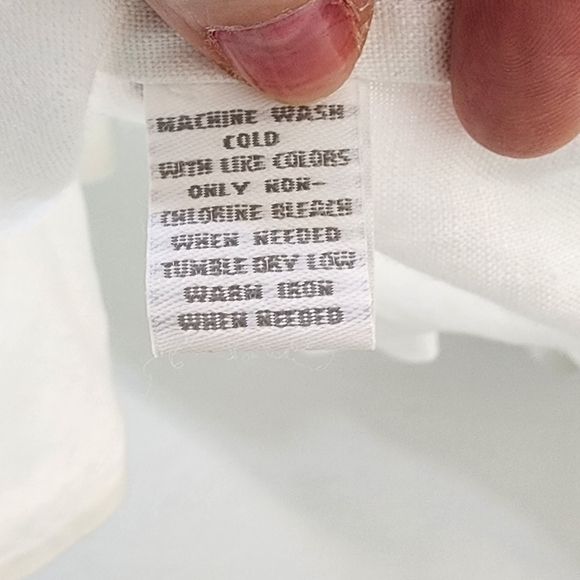 MACHINE WASH
COLD
WITH LIKE COLORS
ONLY NON-
CHLORINE BLEACH
WHEN NEEDED
TUMBLE DRY LOW
WARM IRON
WHEN NEEDED